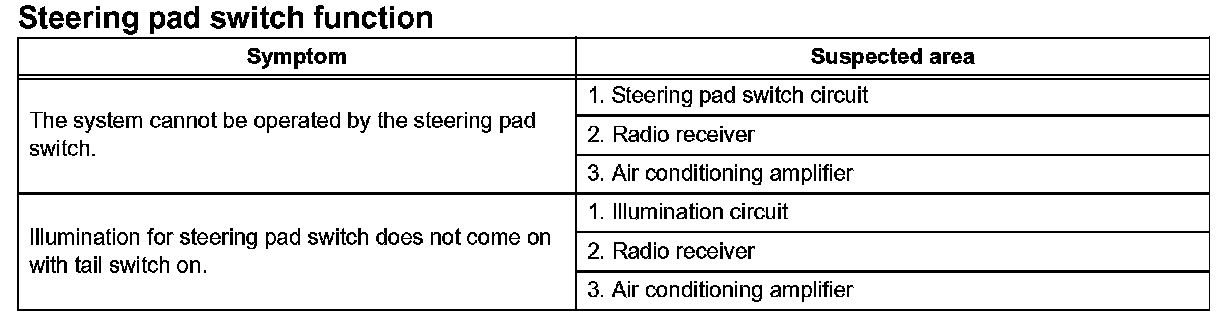 Steering pad switch function
Symptom
Suspected area
The system cannot be operated by the steering pad
switch.
1. Steering pad switch circuit
2. Radio receiver
3. Air conditioning amplifier
Illumination for steering pad switch does not come on
with tail switch on.
1. Illumination circuit
2. Radio receiver
3. Air conditioning amplifier